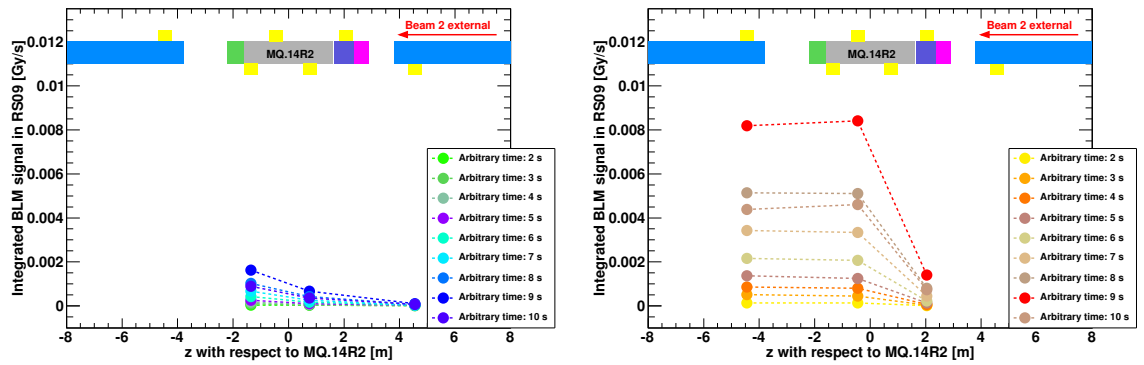 Integrated BLM signal in RS09 [Gy/s]
0.012
0.01
0.008
0.006
0.004
0.002
0
Beam 2 external
MQ.14R2
Arbitrary time: 2 s
Arbitrary time: 3 s
Arbitrary time: 4 s
Arbitrary time: 5 s
Arbitrary time: 6 s
Arbitrary time: 7 s
Arbitrary time: 8 s
Arbitrary time: 9 s
Arbitrary time: 10 s
-8 -6 -4 -2 0 2 4 6 8
z with respect to MQ.14R2 [m]
Integrated BLM signal in RS09 [Gy/s]
0.012
0.01
0.008
0.006
0.004
0.002
0
Beam 2 external
MQ.14R2
Arbitrary time: 2 s
Arbitrary time: 3 s
Arbitrary time: 4 s
Arbitrary time: 5 s
Arbitrary time: 6 s
Arbitrary time: 7 s
Arbitrary time: 8 s
Arbitrary time: 9 s
Arbitrary time: 10 s
-8 -6 -4 -2 0 2 4 6 8
z with respect to MQ.14R2 [m]